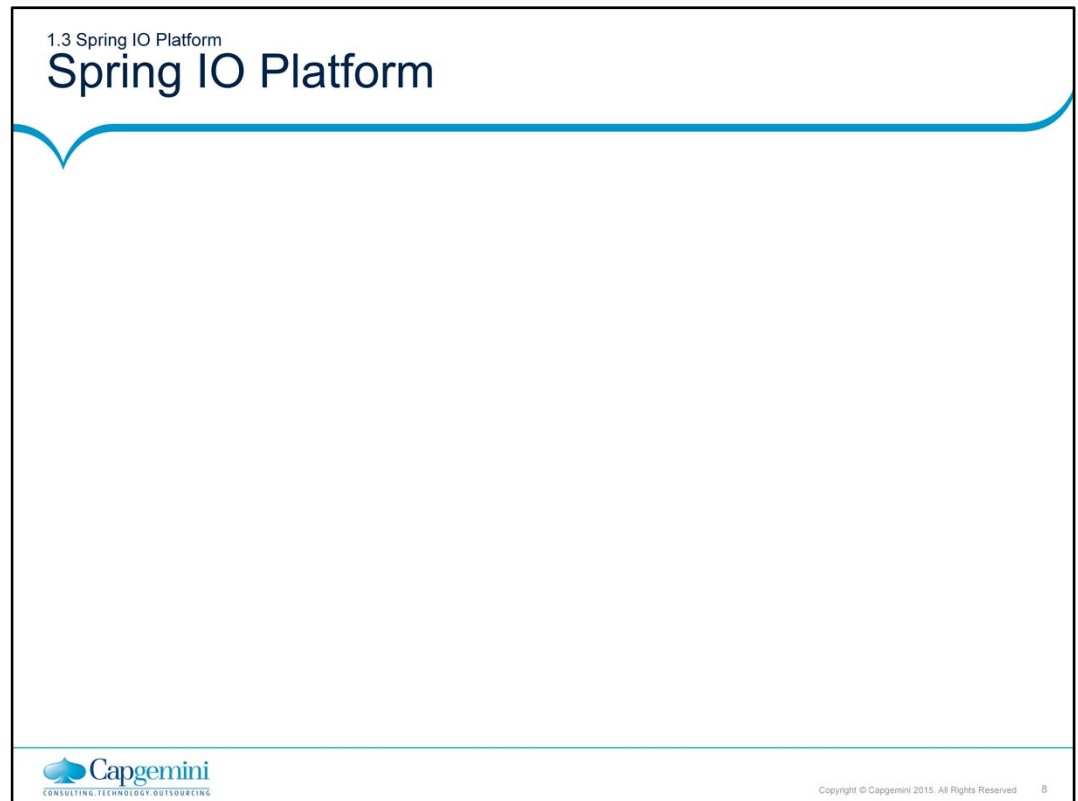 1.3 Spring IO Platform
Spring IO Platform
Capgemini
CONSULTING.TECHNOLOGY.OUTSOURCING
Copyright © Capgemini 2015. All Rights Reserved 8